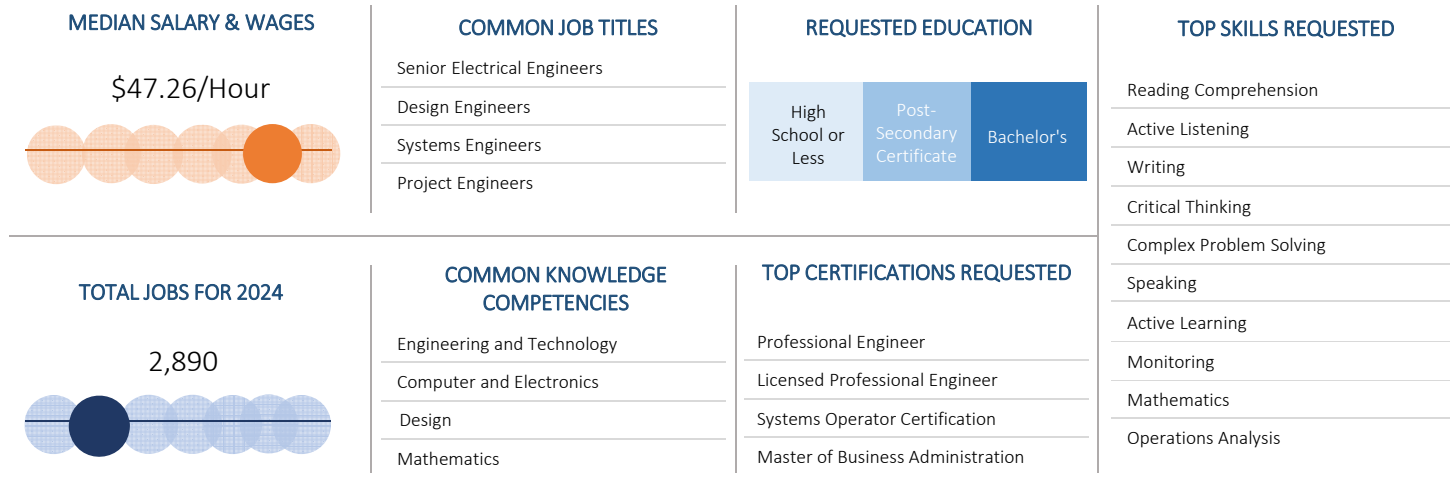 MEDIAN SALARY & WAGES
$47.26/Hour
COMMON JOB TITLES
Senior Electrical Engineers
Design Engineers
Systems Engineers
Project Engineers
REQUESTED EDUCATION
High
School or
Less
Post-
Secondary
Certificate
Bachelor's
TOP SKILLS REQUESTED
Reading Comprehension
Active Listening
Writing
Critical Thinking
Complex Problem Solving
Speaking
Active Learning
Monitoring
Mathematics
Operations Analysis
TOTAL JOBS FOR 2024
2,890
COMMON KNOWLEDGE
COMPETENCIES
Engineering and Technology
Computer and Electronics
Design
Mathematics
TOP CERTIFICATIONS REQUESTED
Professional Engineer
Licensed Professional Engineer
Systems Operator Certification
Master of Business Administration